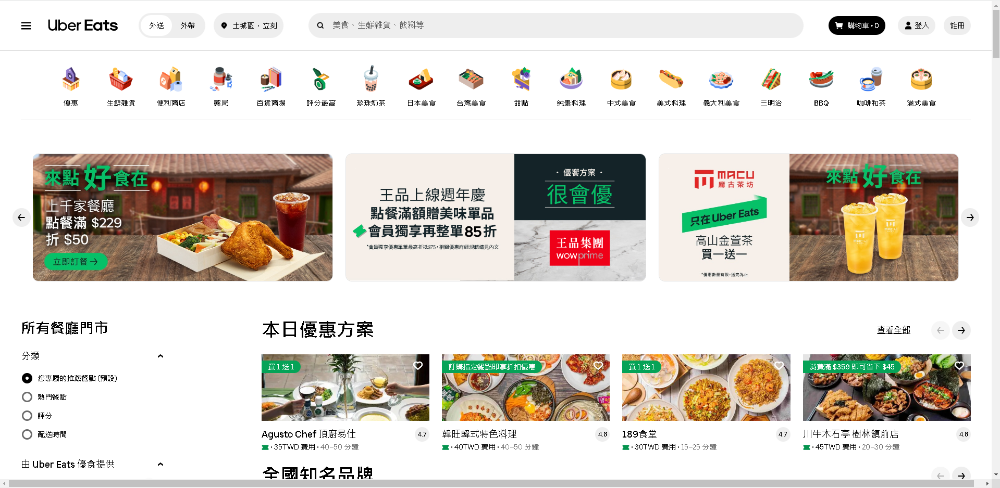 Uber Eats
外送
外帶
土城區 • 立刻
美食、生鮮雜貨、飲料等
購物車 • 0
登入
註冊
優惠
生鮮雜貨
便利商店
藥局
百貨商場
評分最高
珍珠奶茶
日本美食
台灣美食
甜點
純素料理
中式美食
美式料理
義大利美食
三明治
BBQ
咖啡和茶
港式美食
來點好食在
上千家餐廳
點餐滿 $229
折 $50
立即訂餐→
王品上線週年慶
點餐滿額贈美味單品
會員獨享再整單85折
*會員獨享優惠單筆最高折抵$75,相關優惠詳細規範請見內文
• 優饗方案 •
很會優
王品集團
wowprime
MACU
麻古茶坊
只在 Uber Eats
高山金萱茶
買一送一
*優惠數量有限,送完為止
來點好食在
MACU
MACU
所有餐廳門市
分類
您專屬的推薦餐點 (預設)
熱門餐點
評分
配送時間
由 Uber Eats 優食提供
本日優惠方案
查看全部
買 1 送 1
Agusto Chef 頂廚易仕
4.7
• 35TWD 費用 • 40–50 分鐘
訂購指定餐點即享折扣優惠
韓旺韓式特色料理
4.6
• 40TWD 費用 • 40–50 分鐘
買 1 送 1
189食堂
4.7
• 30TWD 費用 • 15–25 分鐘
消費滿 $359 即可省下 $45
川牛木石亭 樹林鎮前店
4.6
• 45TWD 費用 • 20–30 分鐘
全國知名品牌